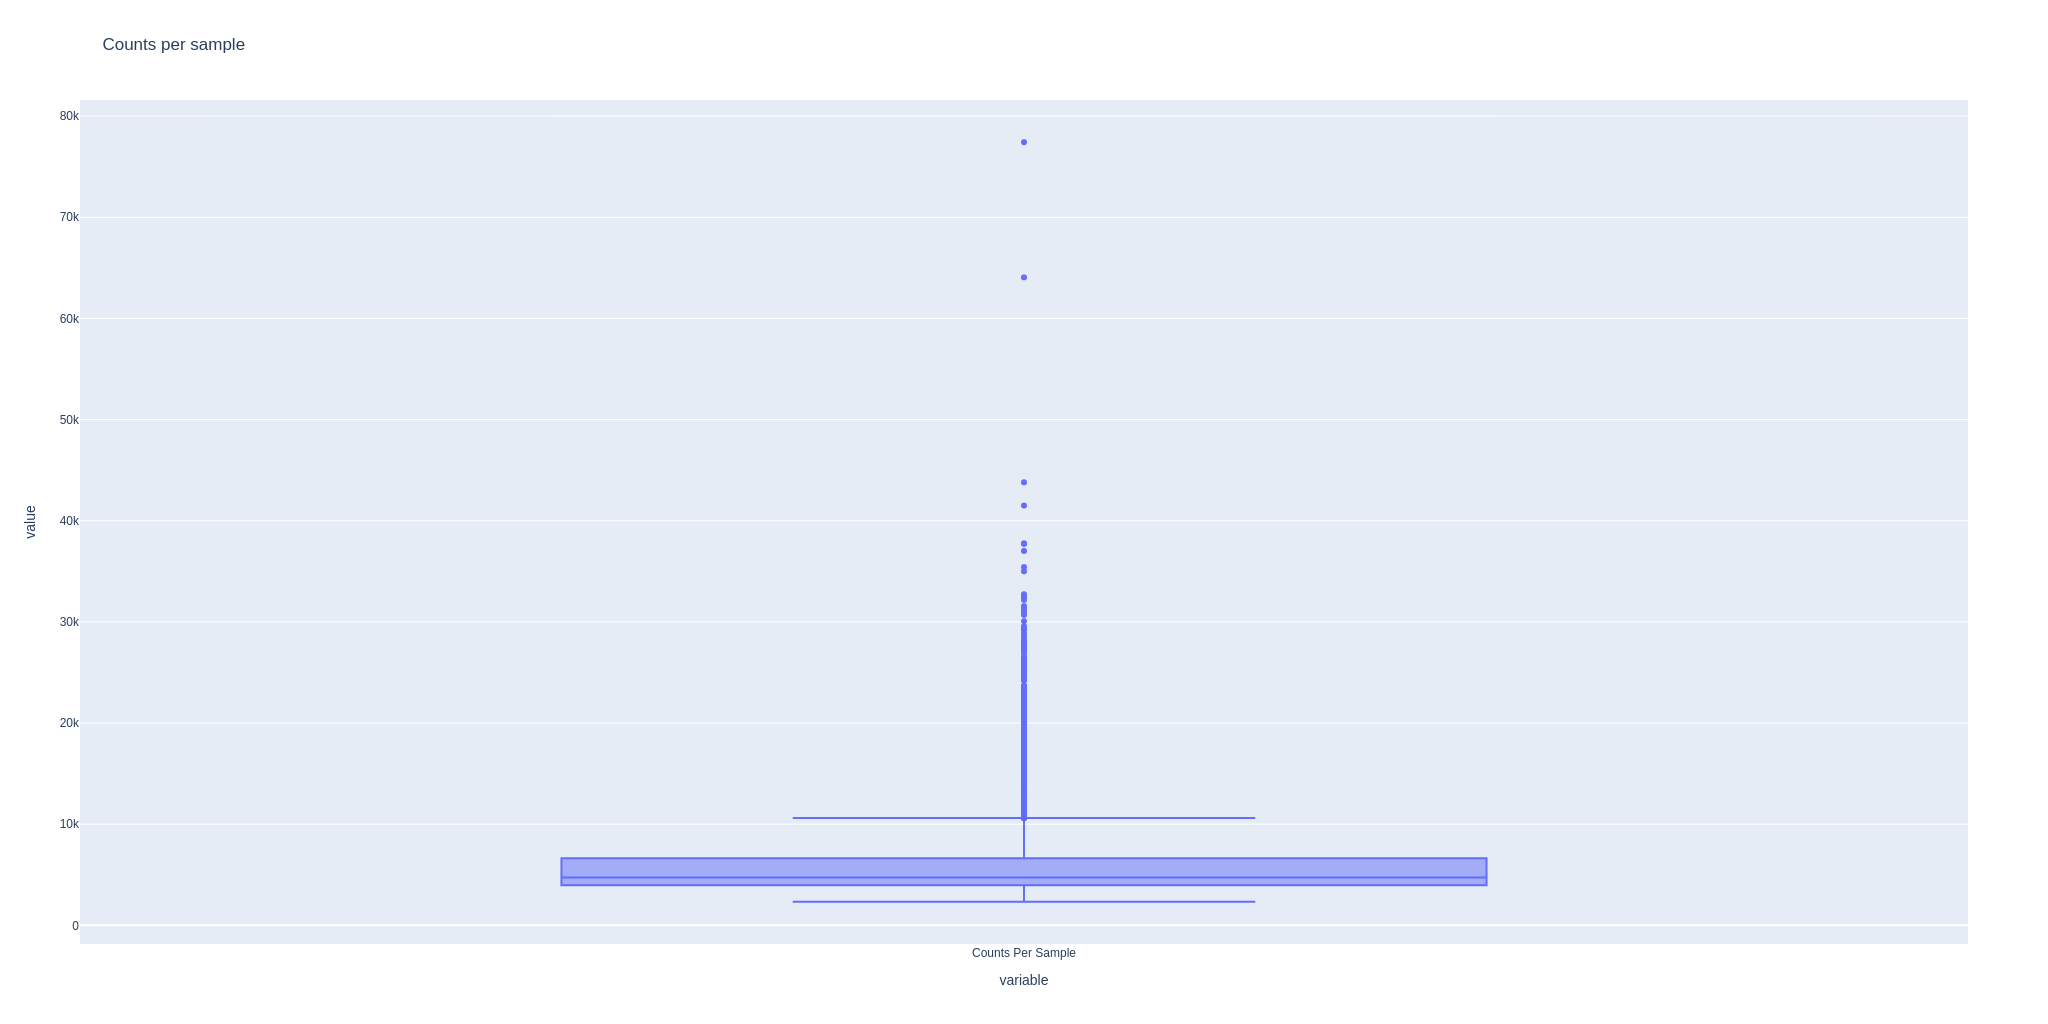 Counts per sample
80k
70k
60k
50k
40k
30k
20k
10k
0
value
Counts Per Sample
variable